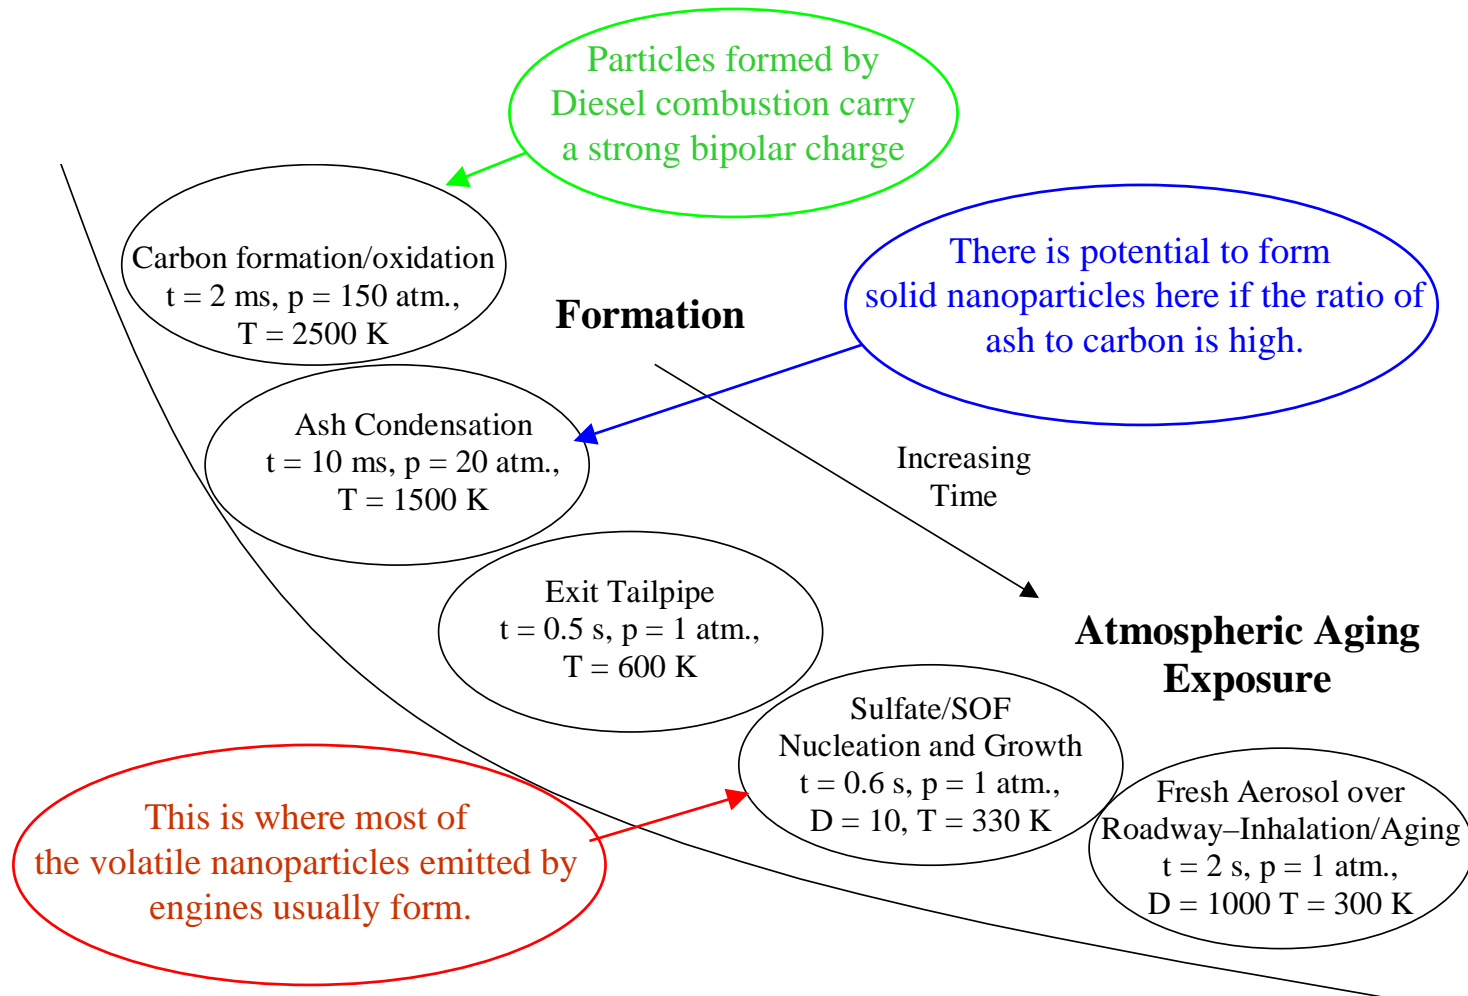 Particles formed by
Diesel combustion carry
a strong bipolar charge
Carbon formation/oxidation
t = 2 ms, p = 150 atm.,
T = 2500 K
Formation
There is potential to form
solid nanoparticles here if the ratio of
ash to carbon is high.
Ash Condensation
t = 10 ms, p = 20 atm.,
T = 1500 K
Increasing
Time
Exit Tailpipe
t = 0.5 s, p = 1 atm.,
T = 600 K
Atmospheric Aging
Exposure
Sulfate/SOF
Nucleation and Growth
t = 0.6 s, p = 1 atm.,
D = 10, T = 330 K
This is where most of
the volatile nanoparticles emitted by
engines usually form.
Fresh Aerosol over
Roadway–Inhalation/Aging
t = 2 s, p = 1 atm.,
D = 1000 T = 300 K